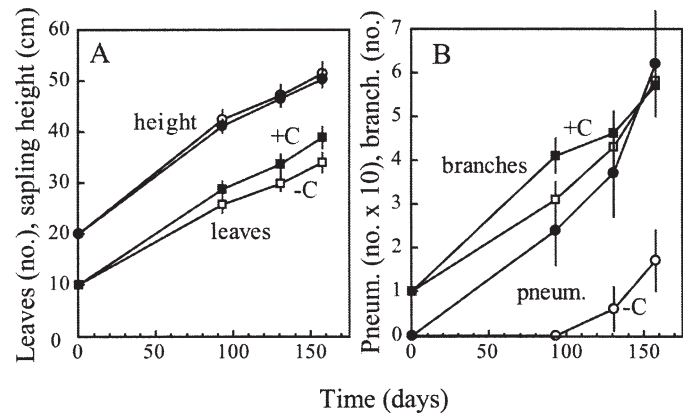 Leaves (no.), sapling height (cm)
60
50
40
30
20
10
0
A
height
+C
-C
leaves
0
50
100
150
Pneum. (no. x 10), branch. (no.)
7
6
5
4
3
2
1
0
B
+C
branches
pneum.
-C
0
50
100
150
Time (days)